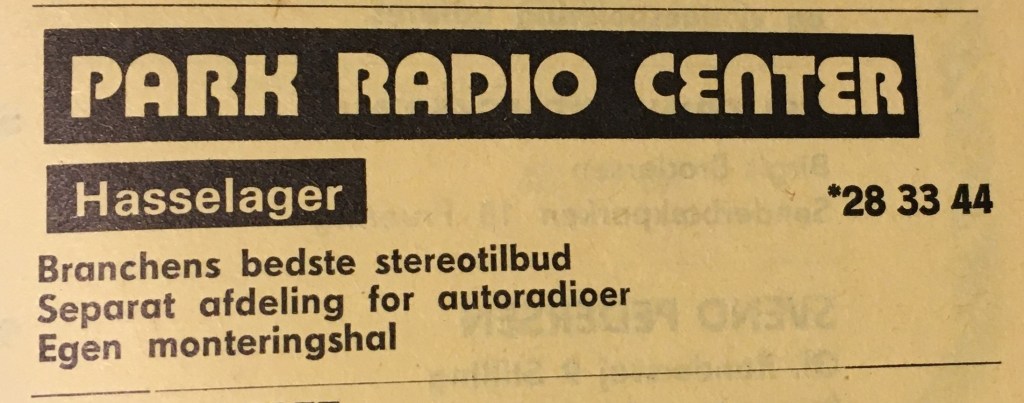 PARK RADIO CENTER
Hasselager
*28 33 44
Branchens bedste stereotilbud
Separat afdeling for autoradioer
Egen monteringshal